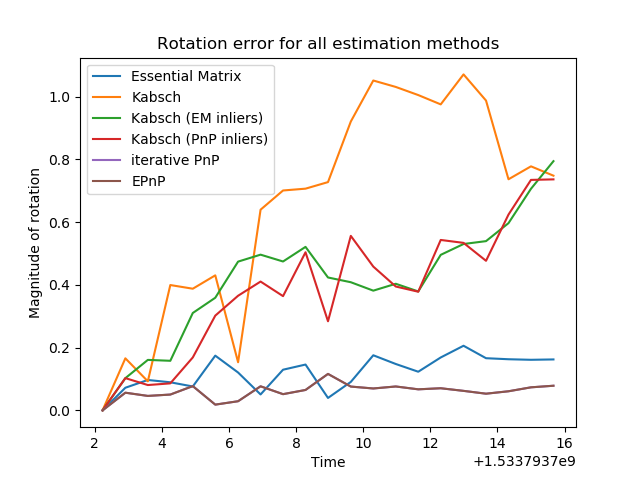 Rotation error for all estimation methods
Essential Matrix
Kabsch
Kabsch (EM inliers)
Kabsch (PnP inliers)
iterative PnP
EPnP
Magnitude of rotation
1.0
0.8
0.6
0.4
0.2
0.0
2 4 6 8 10 12 14 16
Time
+1.5337937e9